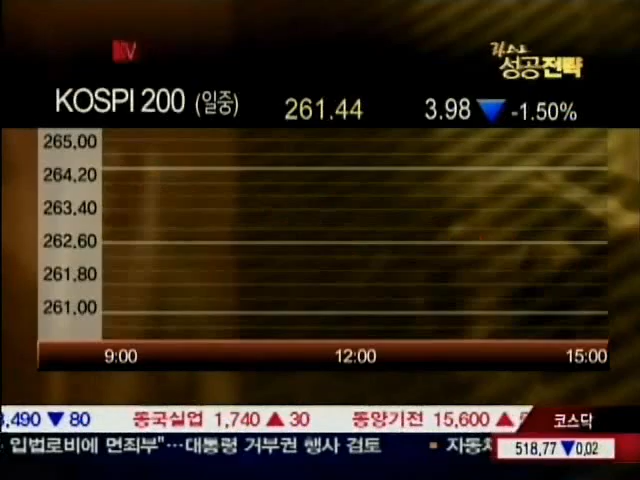 TV
성공전략
KOSPI 200 (일중) 261.44 3.98 ▼ -1.50%
265,00
264,20
263,40
262,60
261,80
261,00
9:00 12:00 15:00
,490 ▼ 80 동국실업 1,740 ▲ 30 동양기전 15,600 ▲ 코스닥
입법로비에 면죄부"…대통령 거부권 행사 검토 ▪ 자동차 518,77 ▼0,02